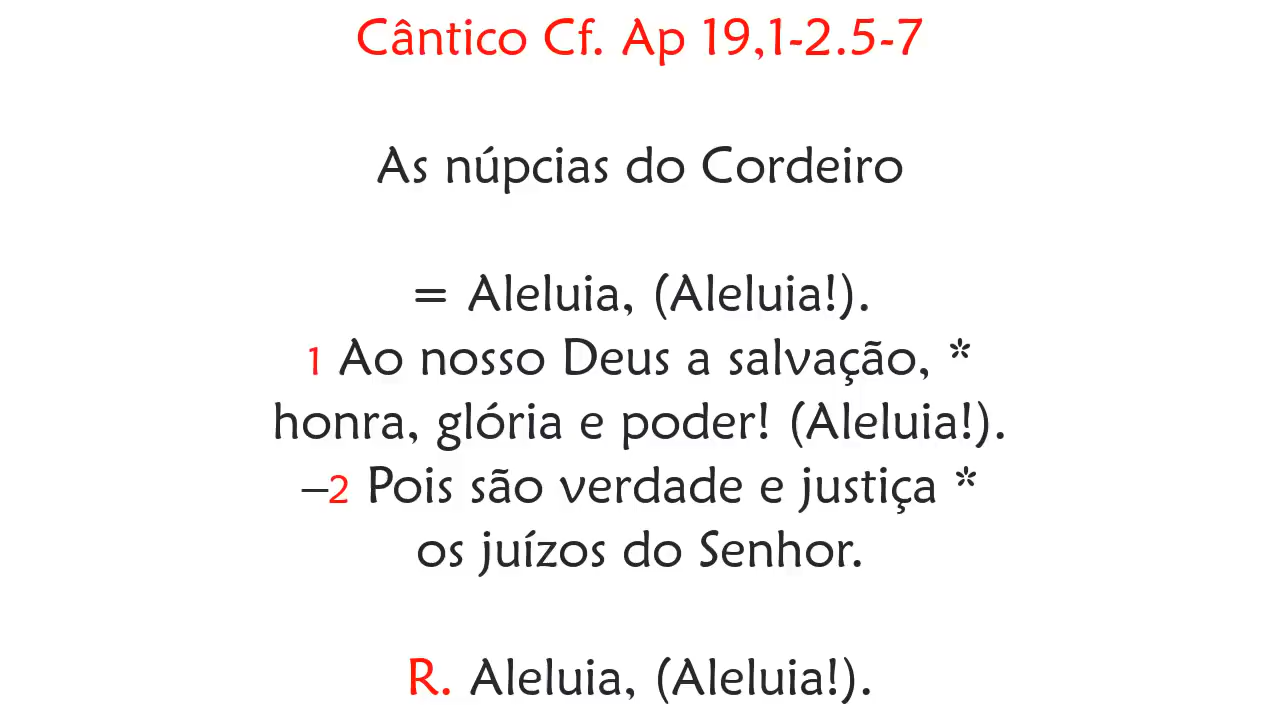 Cântico Cf. Ap 19,1-2.5-7
As núpcias do Cordeiro
= Aleluia, (Aleluia!).
1 Ao nosso Deus a salvação, *
honra, glória e poder! (Aleluia!).
–2 Pois são verdade e justiça *
os juízos do Senhor.
R. Aleluia, (Aleluia!).